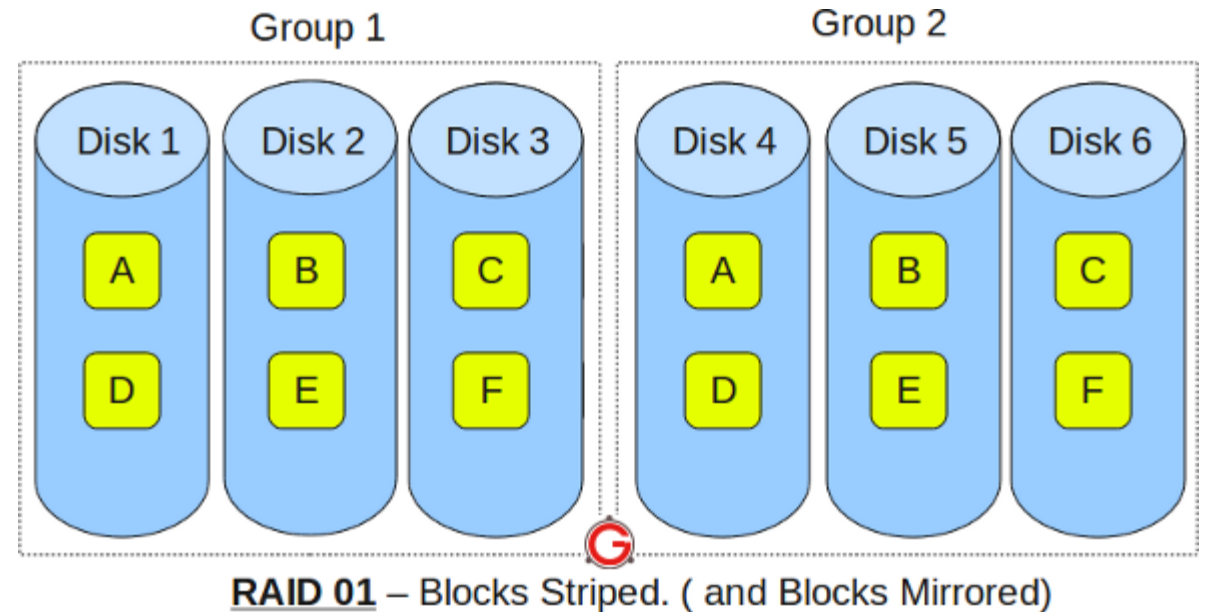 Group 1
Group 2
Disk 1 Disk 2 Disk 3 Disk 4 Disk 5 Disk 6
A B C A B C
D E F D E F
G
RAID 01 – Blocks Striped. ( and Blocks Mirrored)